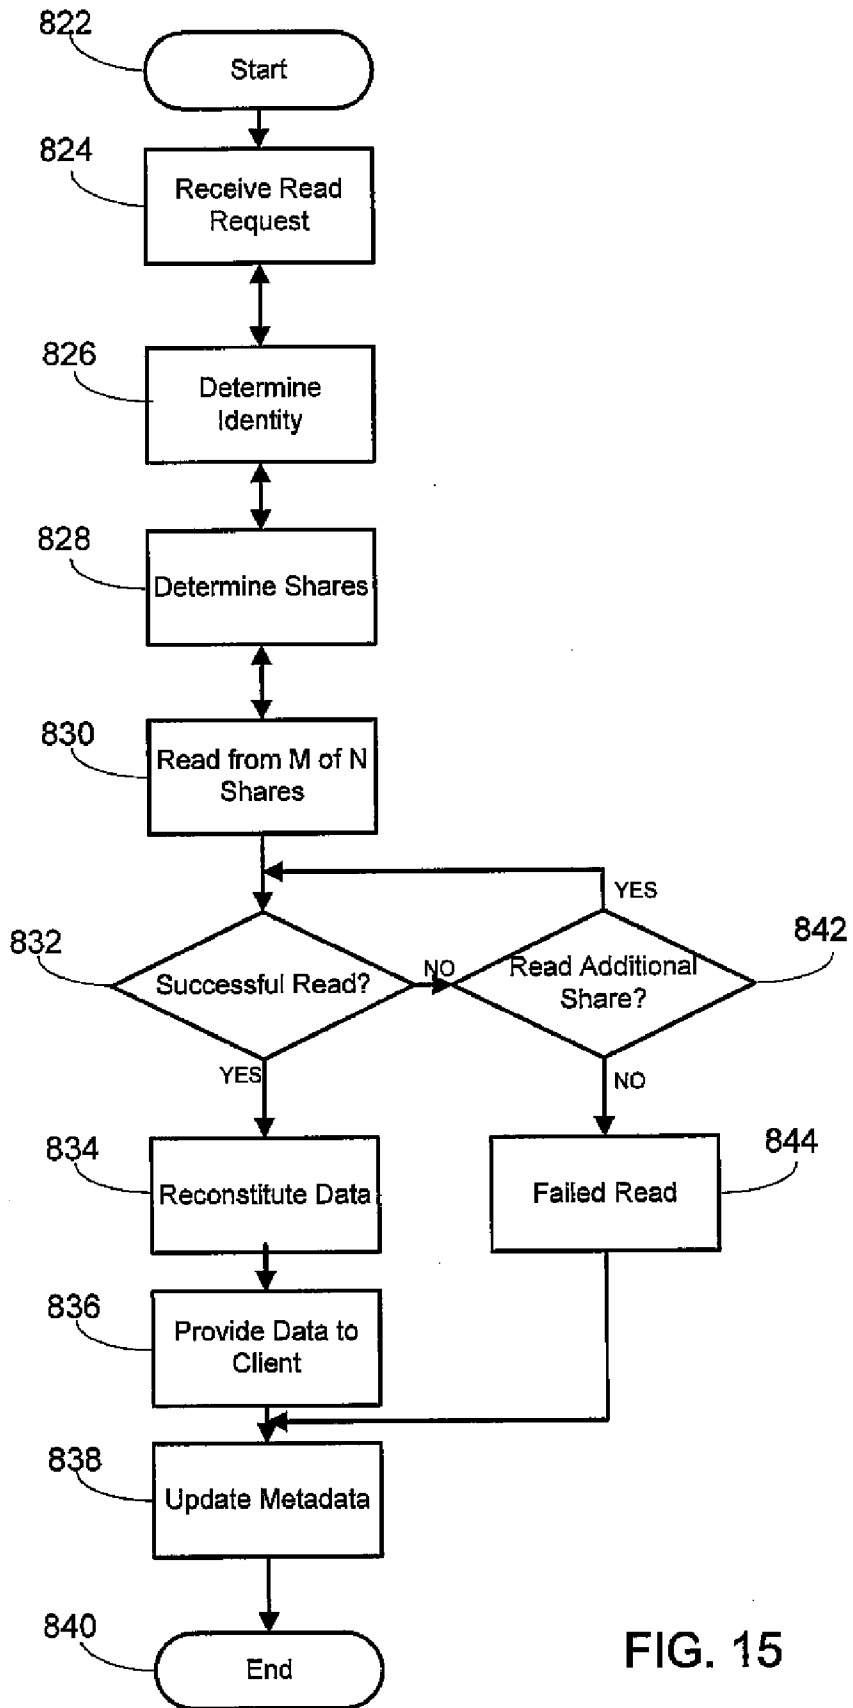 822
Start
824
Receive Read
Request
826
Determine
Identity
828
Determine Shares
830
Read from M of N
Shares
YES
832
Successful Read?
NO
Read Additional
Share?
842
YES
NO
834
Reconstitute Data
Failed Read
844
836
Provide Data to
Client
838
Update Metadata
840
End
FIG. 15